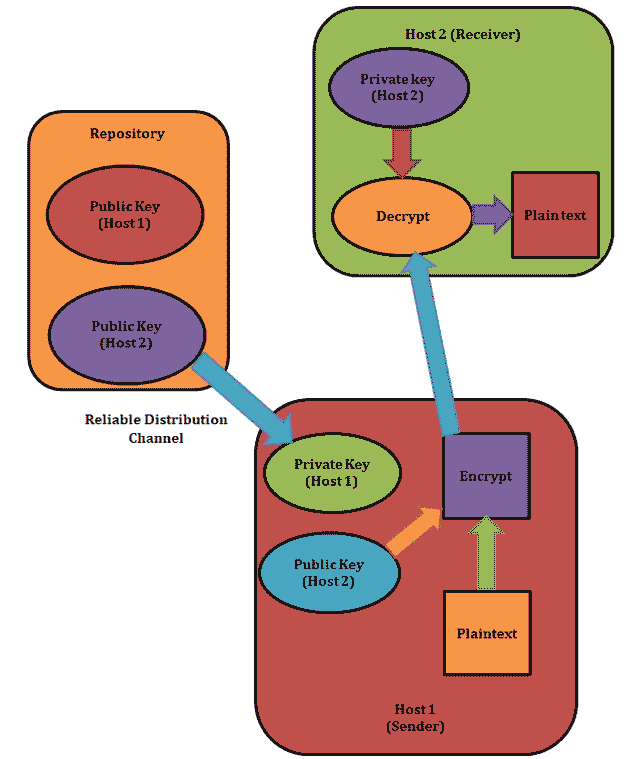 Host 2 (Receiver)
Private key
(Host 2)
Decrypt
Plain text
Repository
Public Key
(Host 1)
Public Key
(Host 2)
Reliable Distribution
Channel
Private Key
(Host 1)
Encrypt
Public Key
(Host 2)
Plaintext
Host 1
(Sender)